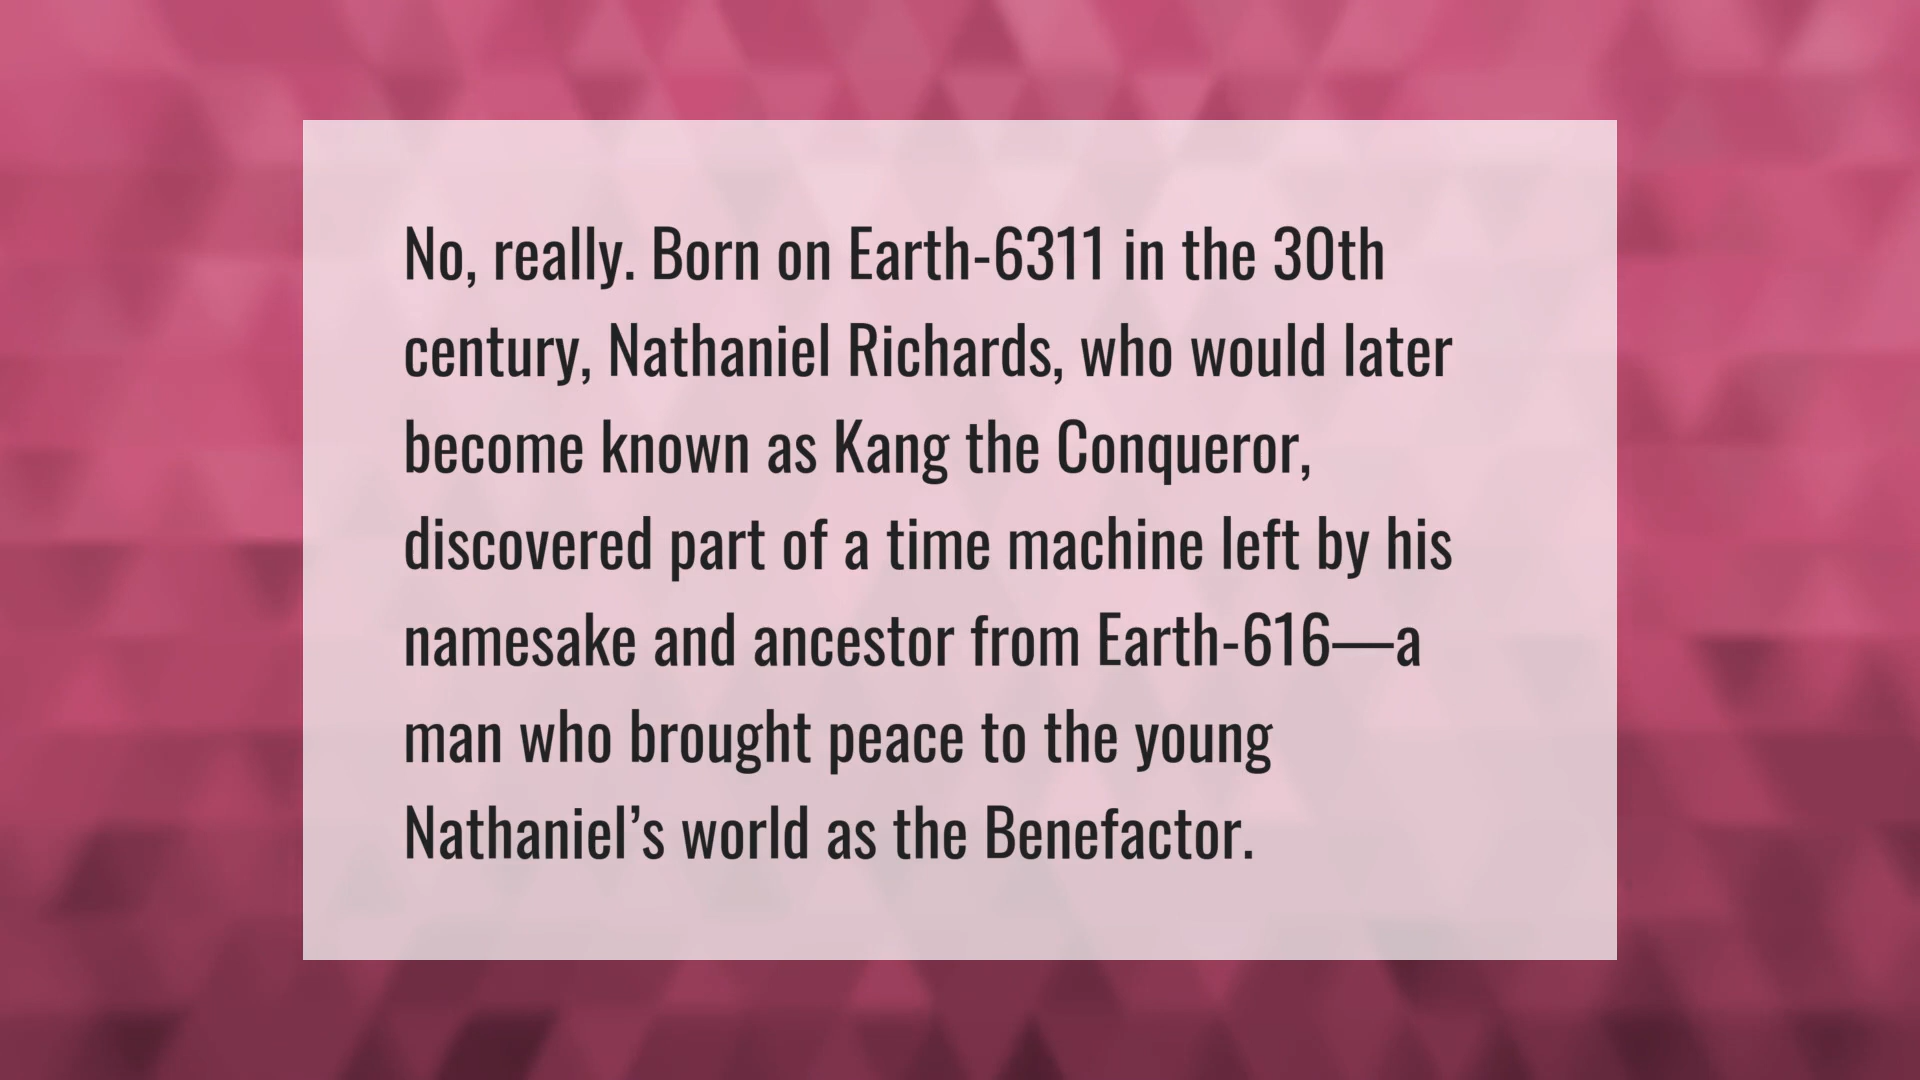 No, really. Born on Earth-6311 in the 30th
century, Nathaniel Richards, who would later
become known as Kang the Conqueror,
discovered part of a time machine left by his
namesake and ancestor from Earth-616—a
man who brought peace to the young
Nathaniel’s world as the Benefactor.